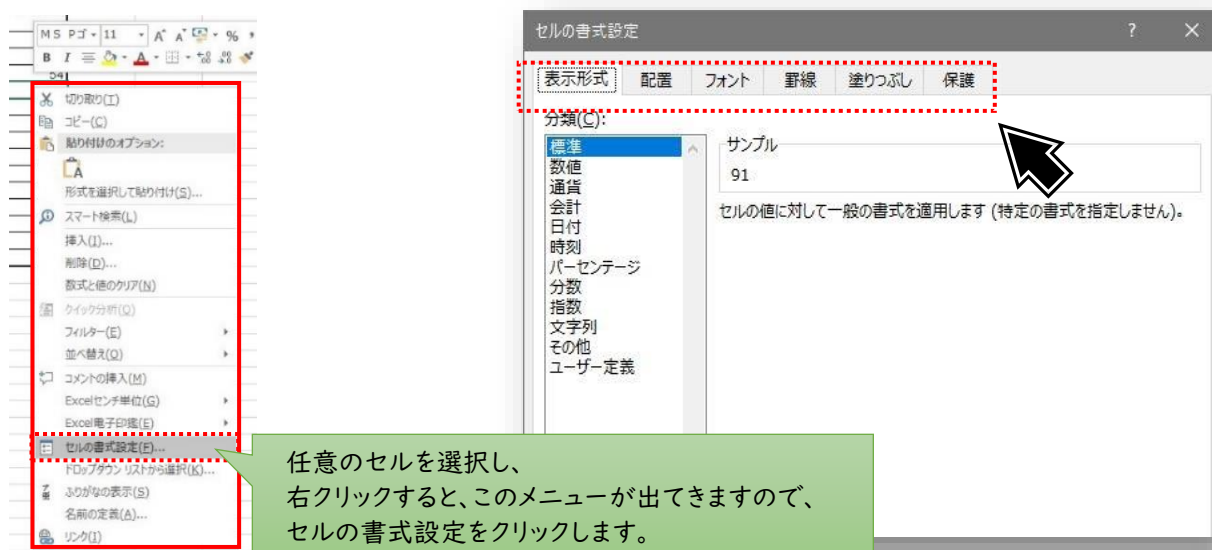 MS Pゴ 11 A A %
B I A
54
切り取り(T)
コピー(C)
貼り付けのオプション:
A
形式を選択して貼り付け(S)...
スマート検索(L)
挿入(I)...
削除(D)...
数式と値のクリア(N)
クイック分析(Q)
フィルター(E)
並べ替え(O)
コメントの挿入(M)
Excelセンチ単位(G)
Excel電子印鑑(E)
セルの書式設定(F)...
ドロップダウン リストから選択(K)...
ふりがなの表示(S)
名前の定義(A)...
リンク(I)
セルの書式設定 ? ×
表示形式 配置 フォント 罫線 塗りつぶし 保護
分類(C):
標準
数値
通貨
会計
日付
時刻
パーセンテージ
分数
指数
文字列
その他
ユーザー定義
サンプル
91
セルの値に対して一般の書式を適用します (特定の書式を指定しません)。
任意のセルを選択し、
右クリックすると、このメニューが出てきますので、
セルの書式設定をクリックします。